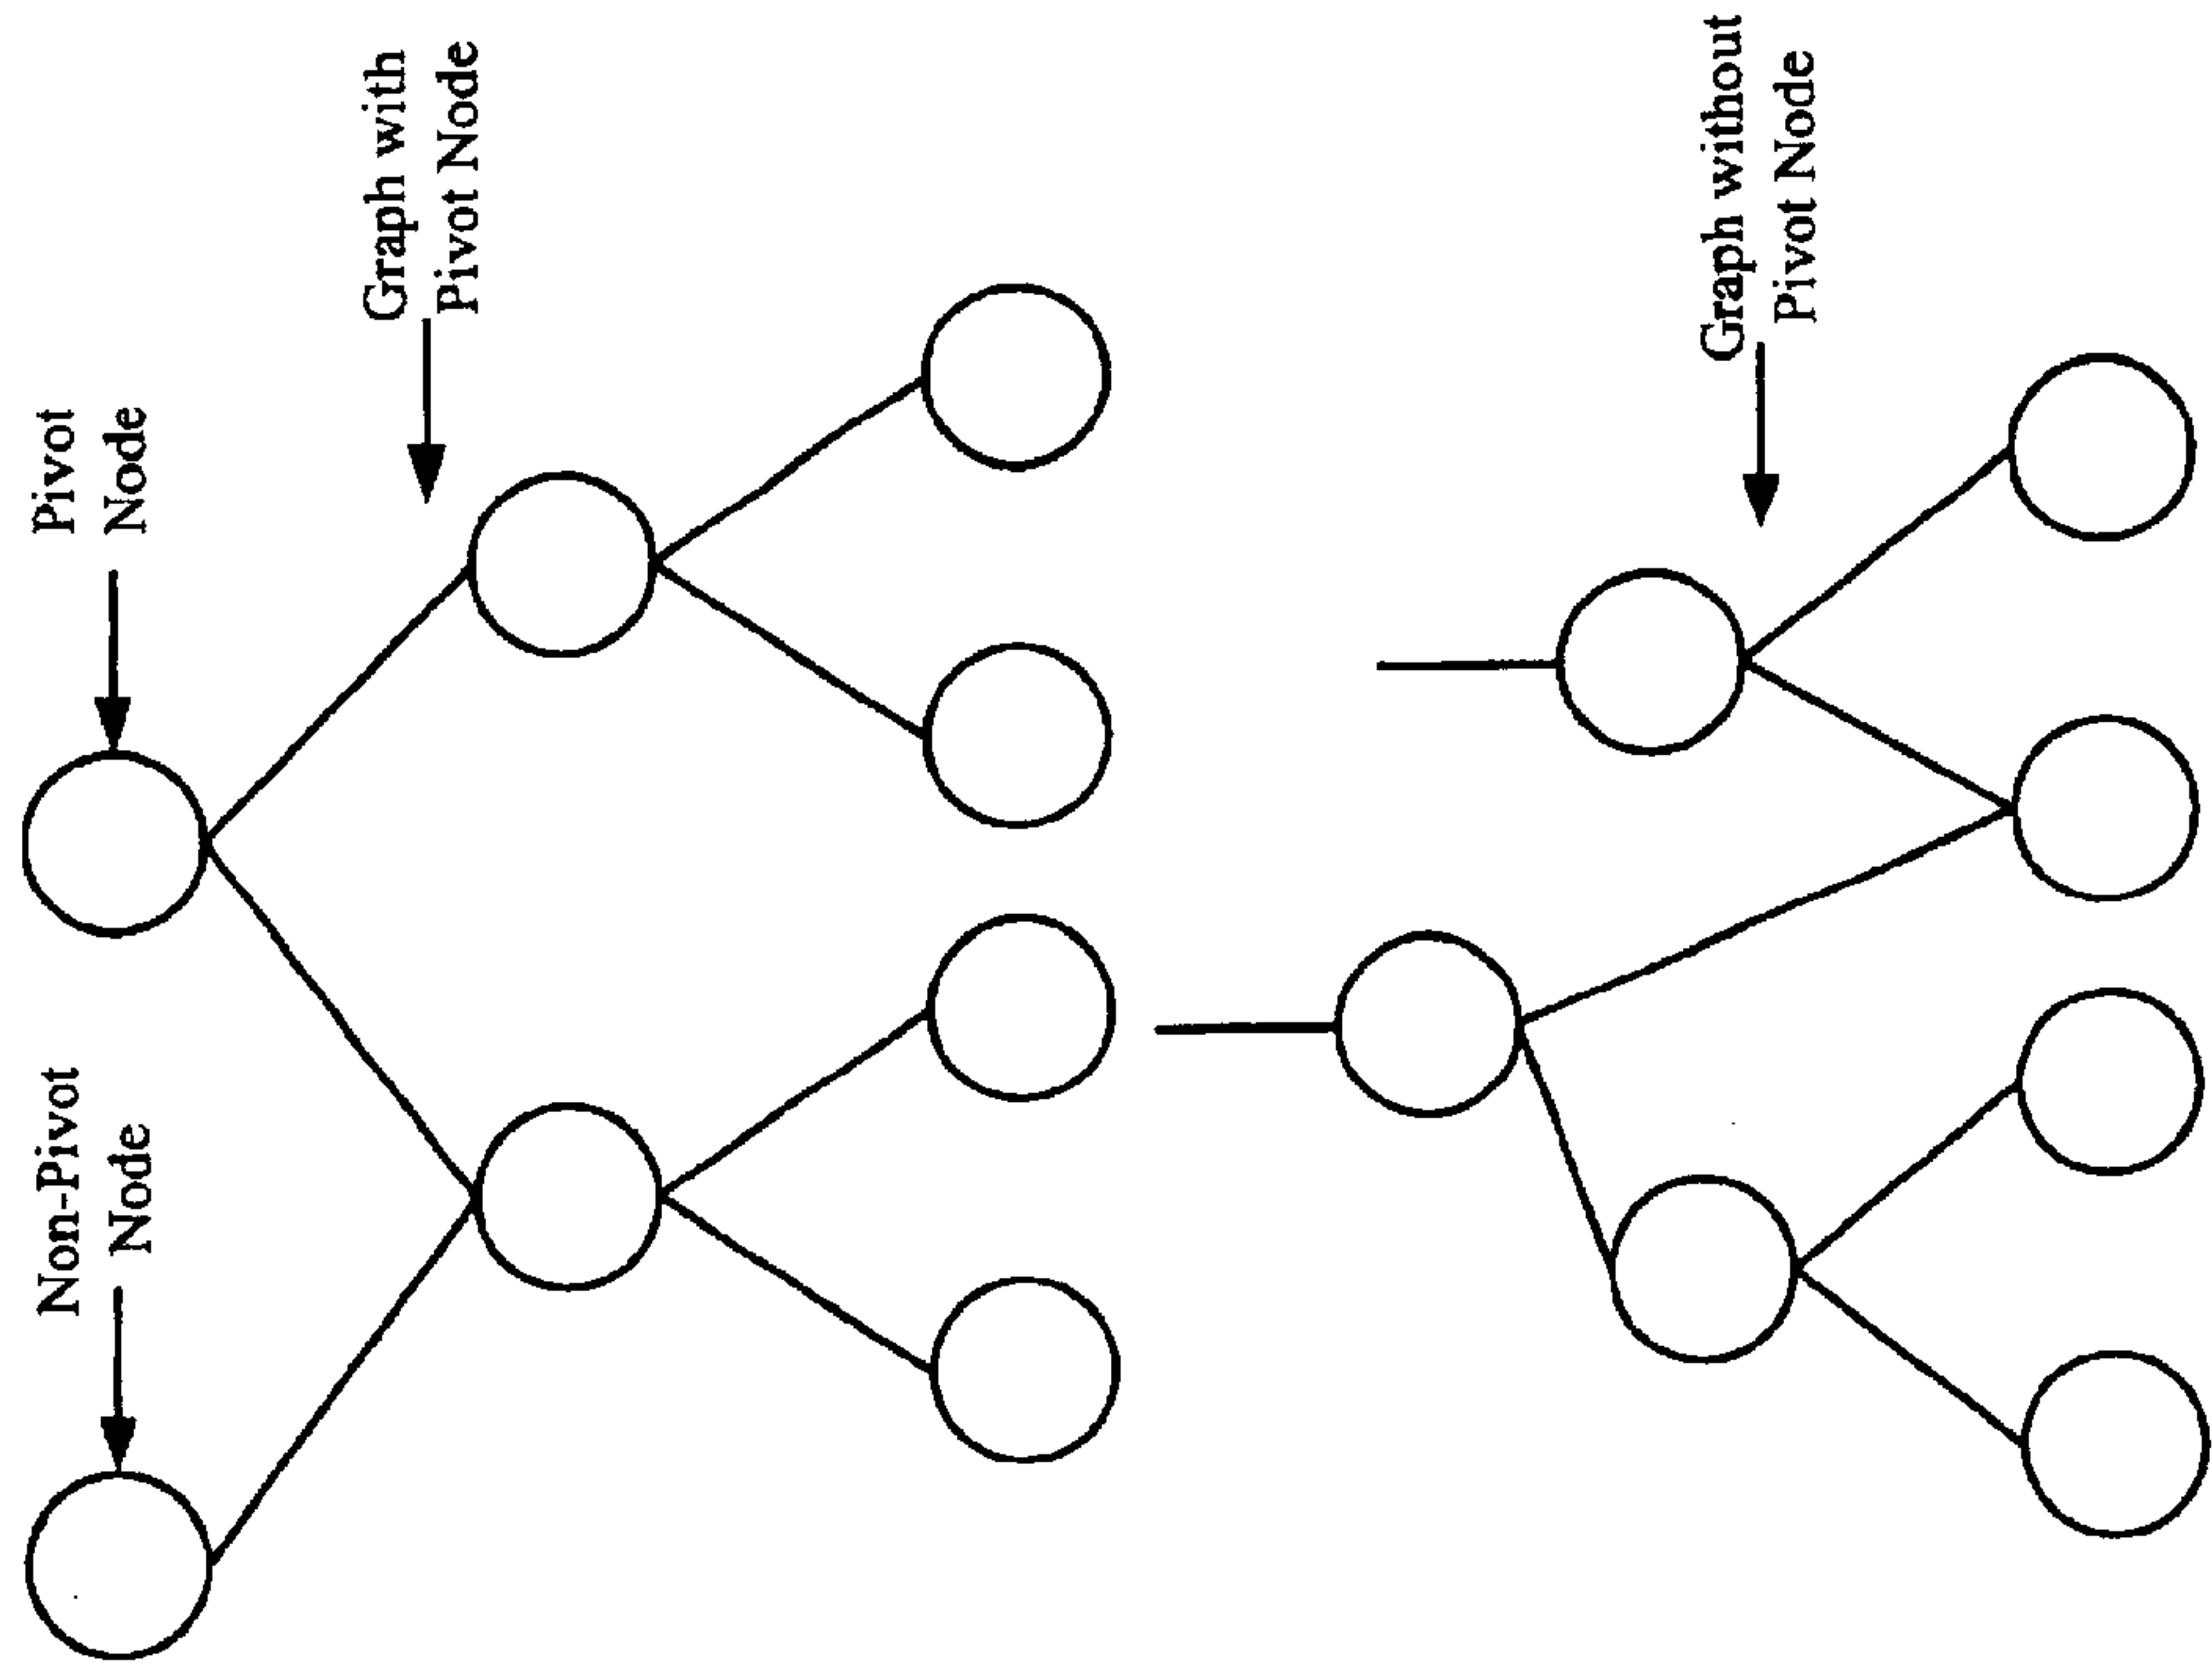 Non-Pivot
Node
Pivot
Node
Graph with
Pivot Node
Graph without
Pivot Node